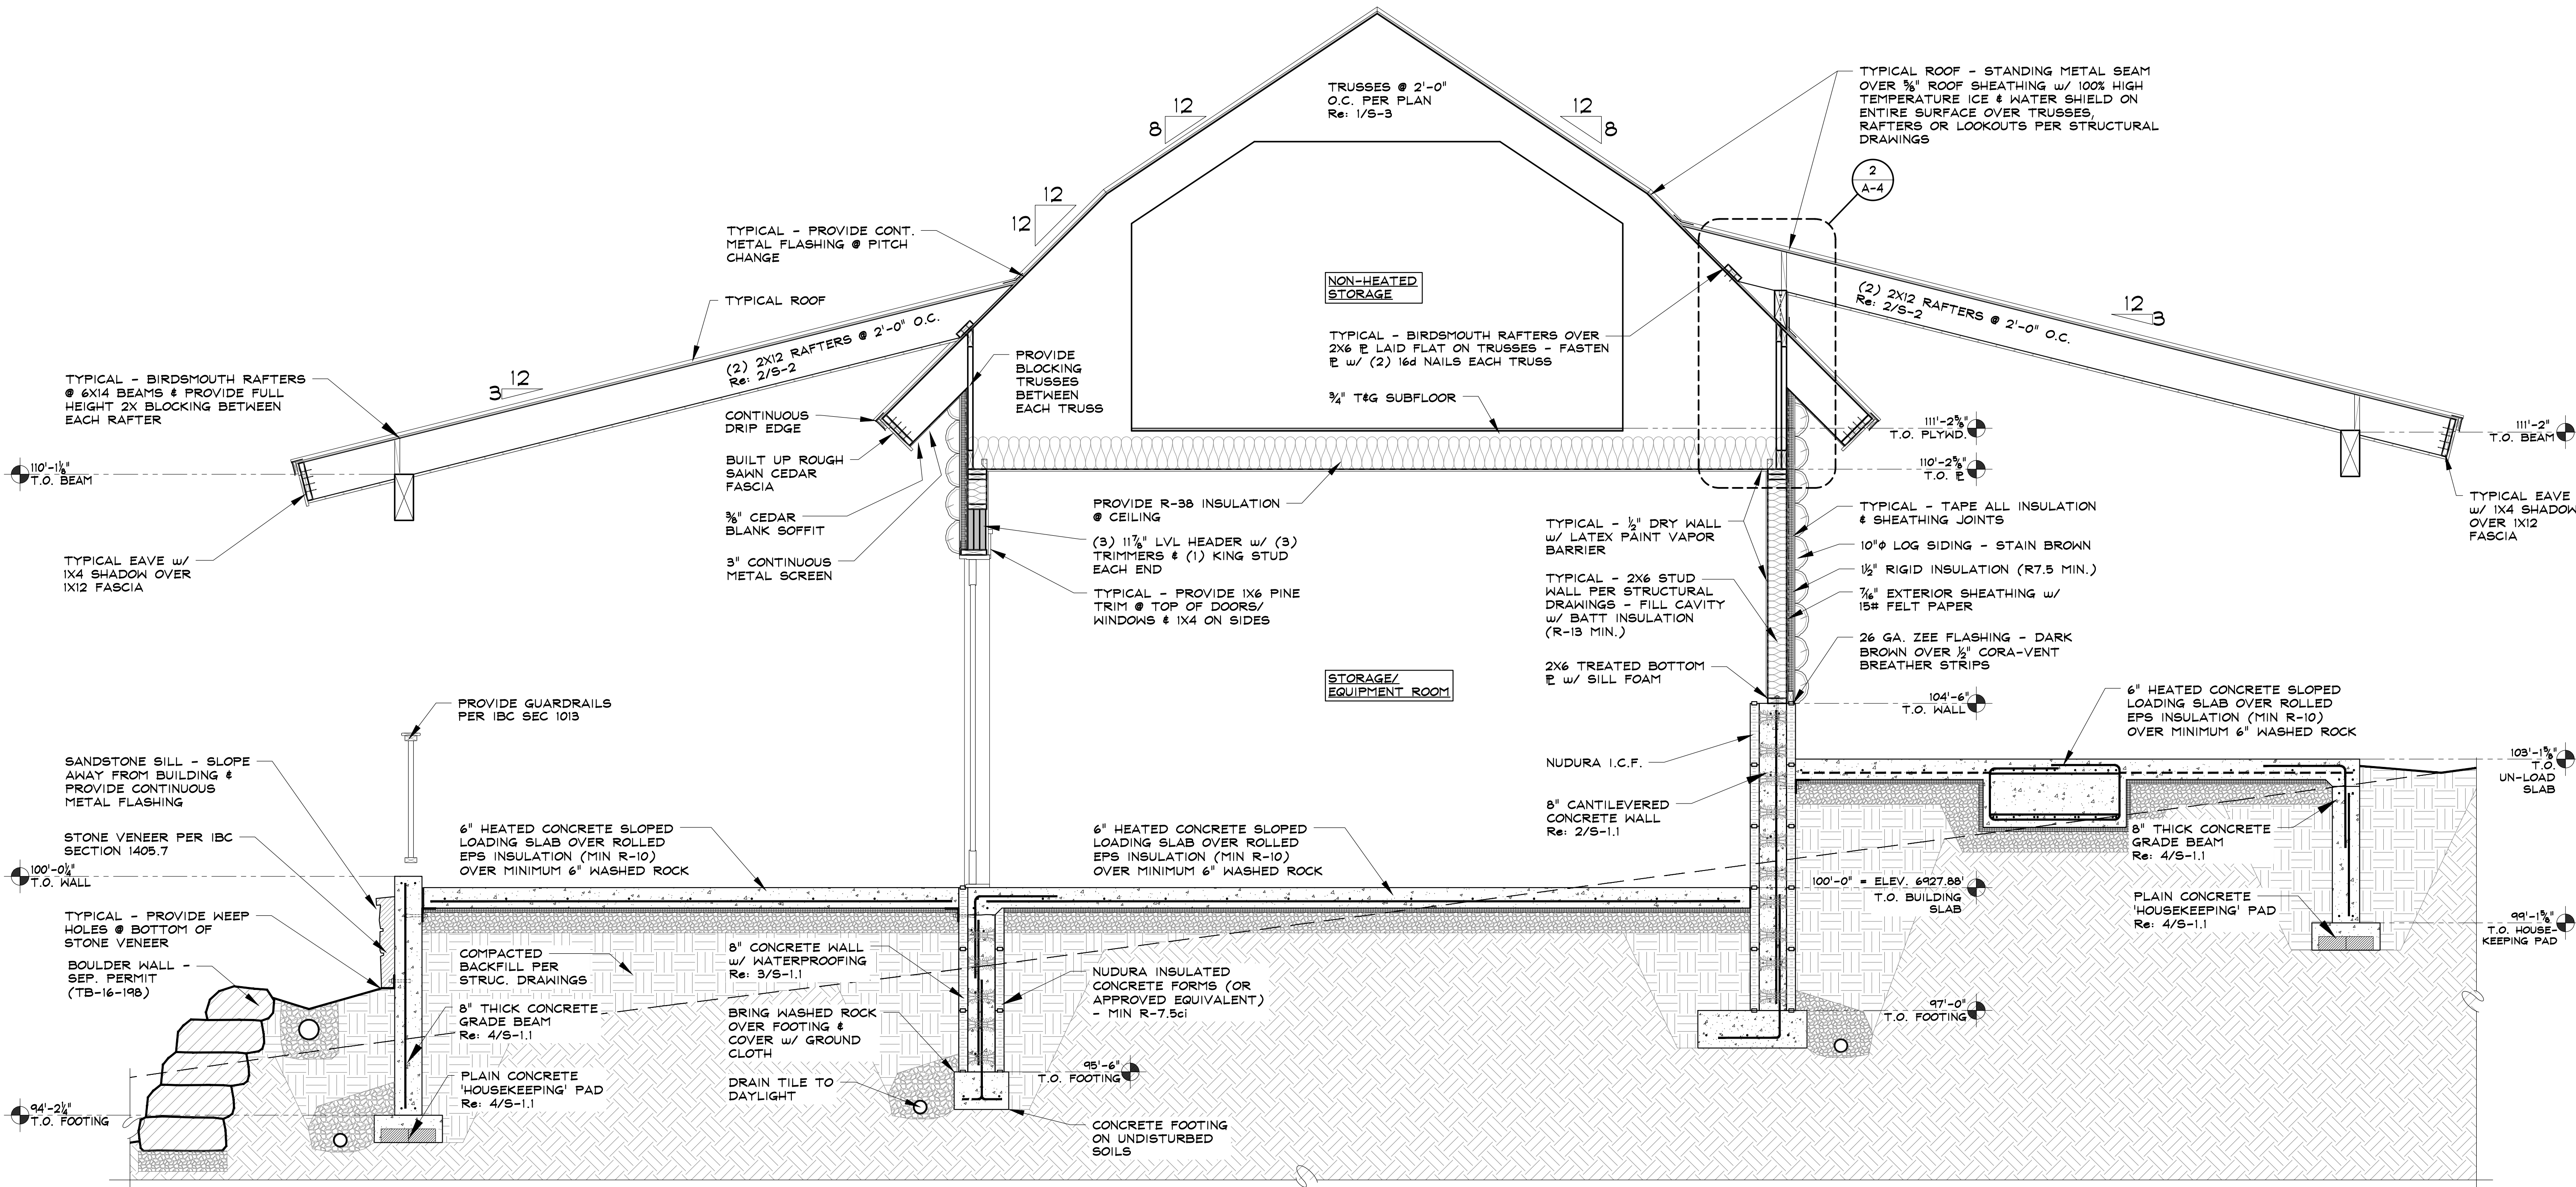 TRUSSES @ 2'-0"
O.C. PER PLAN
Re: 1/S-3
12
8
12
8
TYPICAL ROOF - STANDING METAL SEAM
OVER ⅝" ROOF SHEATHING w/ 100% HIGH
TEMPERATURE ICE & WATER SHIELD ON
ENTIRE SURFACE OVER TRUSSES,
RAFTERS OR LOOKOUTS PER STRUCTURAL
DRAWINGS
2
A-4
12
12
TYPICAL - PROVIDE CONT.
METAL FLASHING @ PITCH
CHANGE
TYPICAL ROOF
(2) 2X12 RAFTERS @ 2'-0" O.C.
Re: 2/S-2
12
3
TYPICAL - BIRDSMOUTH RAFTERS
@ 6X14 BEAMS & PROVIDE FULL
HEIGHT 2X BLOCKING BETWEEN
EACH RAFTER
110'-1⅛"
T.O. BEAM
TYPICAL EAVE w/
1X4 SHADOW OVER
1X12 FASCIA
CONTINUOUS
DRIP EDGE
BUILT UP ROUGH
SAWN CEDAR
FASCIA
⅜" CEDAR
BLANK SOFFIT
3" CONTINUOUS
METAL SCREEN
PROVIDE
BLOCKING
TRUSSES
BETWEEN
EACH TRUSS
NON-HEATED
STORAGE
TYPICAL - BIRDSMOUTH RAFTERS OVER
2X6 PL LAID FLAT ON TRUSSES - FASTEN
PL w/ (2) 16d NAILS EACH TRUSS
¾" T&G SUBFLOOR
(2) 2X12 RAFTERS @ 2'-0" O.C.
Re: 2/S-2
12
3
111'-2⅝"
T.O. PLYWD.
110'-2⅝"
T.O. PL
111'-2"
T.O. BEAM
TYPICAL EAVE
w/ 1X4 SHADOW
OVER 1X12
FASCIA
PROVIDE R-38 INSULATION
@ CEILING
(3) 11⅞" LVL HEADER w/ (3)
TRIMMERS & (1) KING STUD
EACH END
TYPICAL - PROVIDE 1X6 PINE
TRIM @ TOP OF DOORS/
WINDOWS & 1X4 ON SIDES
TYPICAL - ½" DRY WALL
w/ LATEX PAINT VAPOR
BARRIER
TYPICAL - 2X6 STUD
WALL PER STRUCTURAL
DRAWINGS - FILL CAVITY
w/ BATT INSULATION
(R-13 MIN.)
2X6 TREATED BOTTOM
PL w/ SILL FOAM
TYPICAL - TAPE ALL INSULATION
& SHEATHING JOINTS
10"Φ LOG SIDING - STAIN BROWN
1½" RIGID INSULATION (R7.5 MIN.)
7/16" EXTERIOR SHEATHING w/
15# FELT PAPER
26 GA. ZEE FLASHING - DARK
BROWN OVER ½" CORA-VENT
BREATHER STRIPS
104'-6"
T.O. WALL
STORAGE/
EQUIPMENT ROOM
NUDURA I.C.F.
8" CANTILEVERED
CONCRETE WALL
Re: 2/S-1.1
6" HEATED CONCRETE SLOPED
LOADING SLAB OVER ROLLED
EPS INSULATION (MIN R-10)
OVER MINIMUM 6" WASHED ROCK
103'-1⅝"
T.O.
UN-LOAD
SLAB
PROVIDE GUARDRAILS
PER IBC SEC 1013
SANDSTONE SILL - SLOPE
AWAY FROM BUILDING &
PROVIDE CONTINUOUS
METAL FLASHING
STONE VENEER PER IBC
SECTION 1405.7
100'-0¼"
T.O. WALL
TYPICAL - PROVIDE WEEP
HOLES @ BOTTOM OF
STONE VENEER
BOULDER WALL -
SEP. PERMIT
(TB-16-198)
94'-2¼"
T.O. FOOTING
6" HEATED CONCRETE SLOPED
LOADING SLAB OVER ROLLED
EPS INSULATION (MIN R-10)
OVER MINIMUM 6" WASHED ROCK
6" HEATED CONCRETE SLOPED
LOADING SLAB OVER ROLLED
EPS INSULATION (MIN R-10)
OVER MINIMUM 6" WASHED ROCK
COMPACTED
BACKFILL PER
STRUC. DRAWINGS
8" THICK CONCRETE
GRADE BEAM
Re: 4/S-1.1
PLAIN CONCRETE
'HOUSEKEEPING' PAD
Re: 4/S-1.1
8" CONCRETE WALL
w/ WATERPROOFING
Re: 3/S-1.1
BRING WASHED ROCK
OVER FOOTING &
COVER w/ GROUND
CLOTH
DRAIN TILE TO
DAYLIGHT
NUDURA INSULATED
CONCRETE FORMS (OR
APPROVED EQUIVALENT)
- MIN R-7.5ci
95'-6"
T.O. FOOTING
CONCRETE FOOTING
ON UNDISTURBED
SOILS
100'-0" = ELEV. 6927.88'
T.O. BUILDING
SLAB
97'-0"
T.O. FOOTING
8" THICK CONCRETE
GRADE BEAM
Re: 4/S-1.1
PLAIN CONCRETE
'HOUSEKEEPING' PAD
Re: 4/S-1.1
99'-1⅝"
T.O. HOUSE-
KEEPING PAD